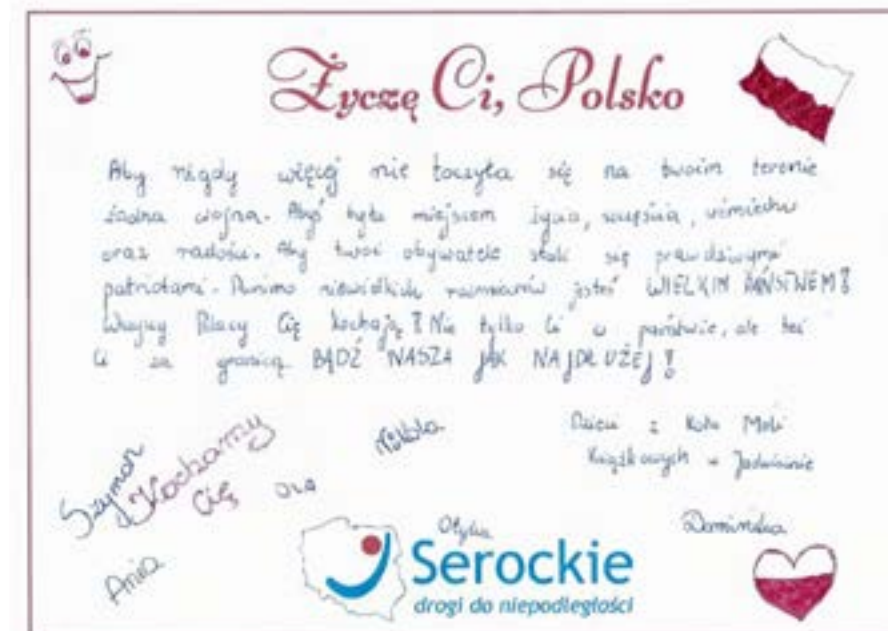 Życzę Ci, Polsko
Aby nigdy więcej nie toczyła się na twoim terenie
żadna wojna. Abyś była miejscem życia, szczęścia, uśmiechu
oraz radości. Aby twoi obywatele stali się prawdziwymi
patriotami. Pomimo niewielkich rozmiarów jesteś WIELKIM PAŃSTWEM!
Wszyscy Polacy Cię kochają! Nie tylko Ci w państwie, ale też
Ci za granicą BĄDŹ NASZA JAK NAJDŁUŻEJ!
Dzieci z Koła Moli
Książkowych w Jadwisinie
Nikola
Szymon
Kochamy
Cię
Ola
Ania
Dominika
Serockie
drogi do niepodległości